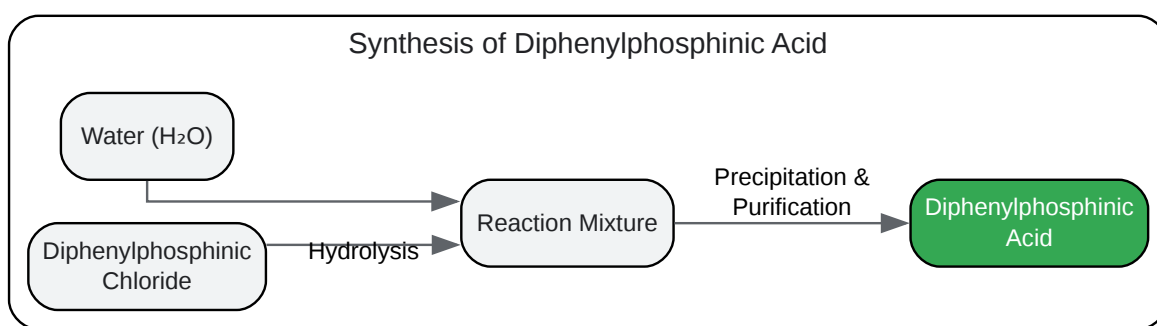 Synthesis of Diphenylphosphinic Acid
Water (H₂O)
Diphenylphosphinic
Chloride
Hydrolysis
Reaction Mixture
Precipitation &
Purification
Diphenylphosphinic
Acid